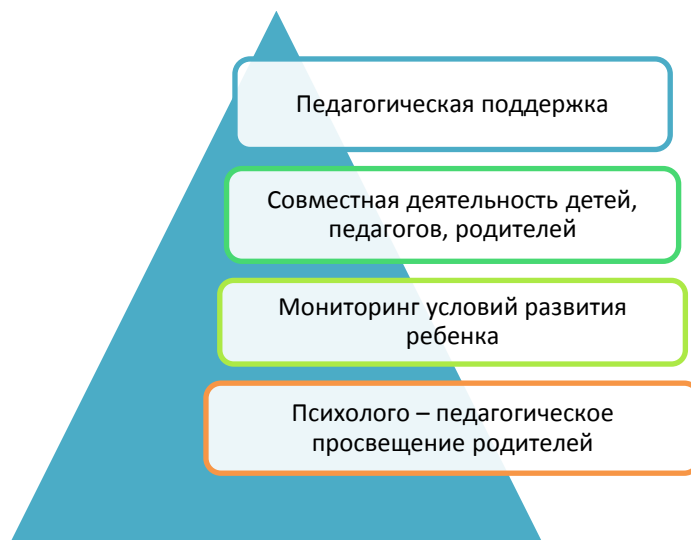 Педагогическая поддержка
Совместная деятельность детей,
педагогов, родителей
Мониторинг условий развития
ребенка
Психолого – педагогическое
просвещение родителей